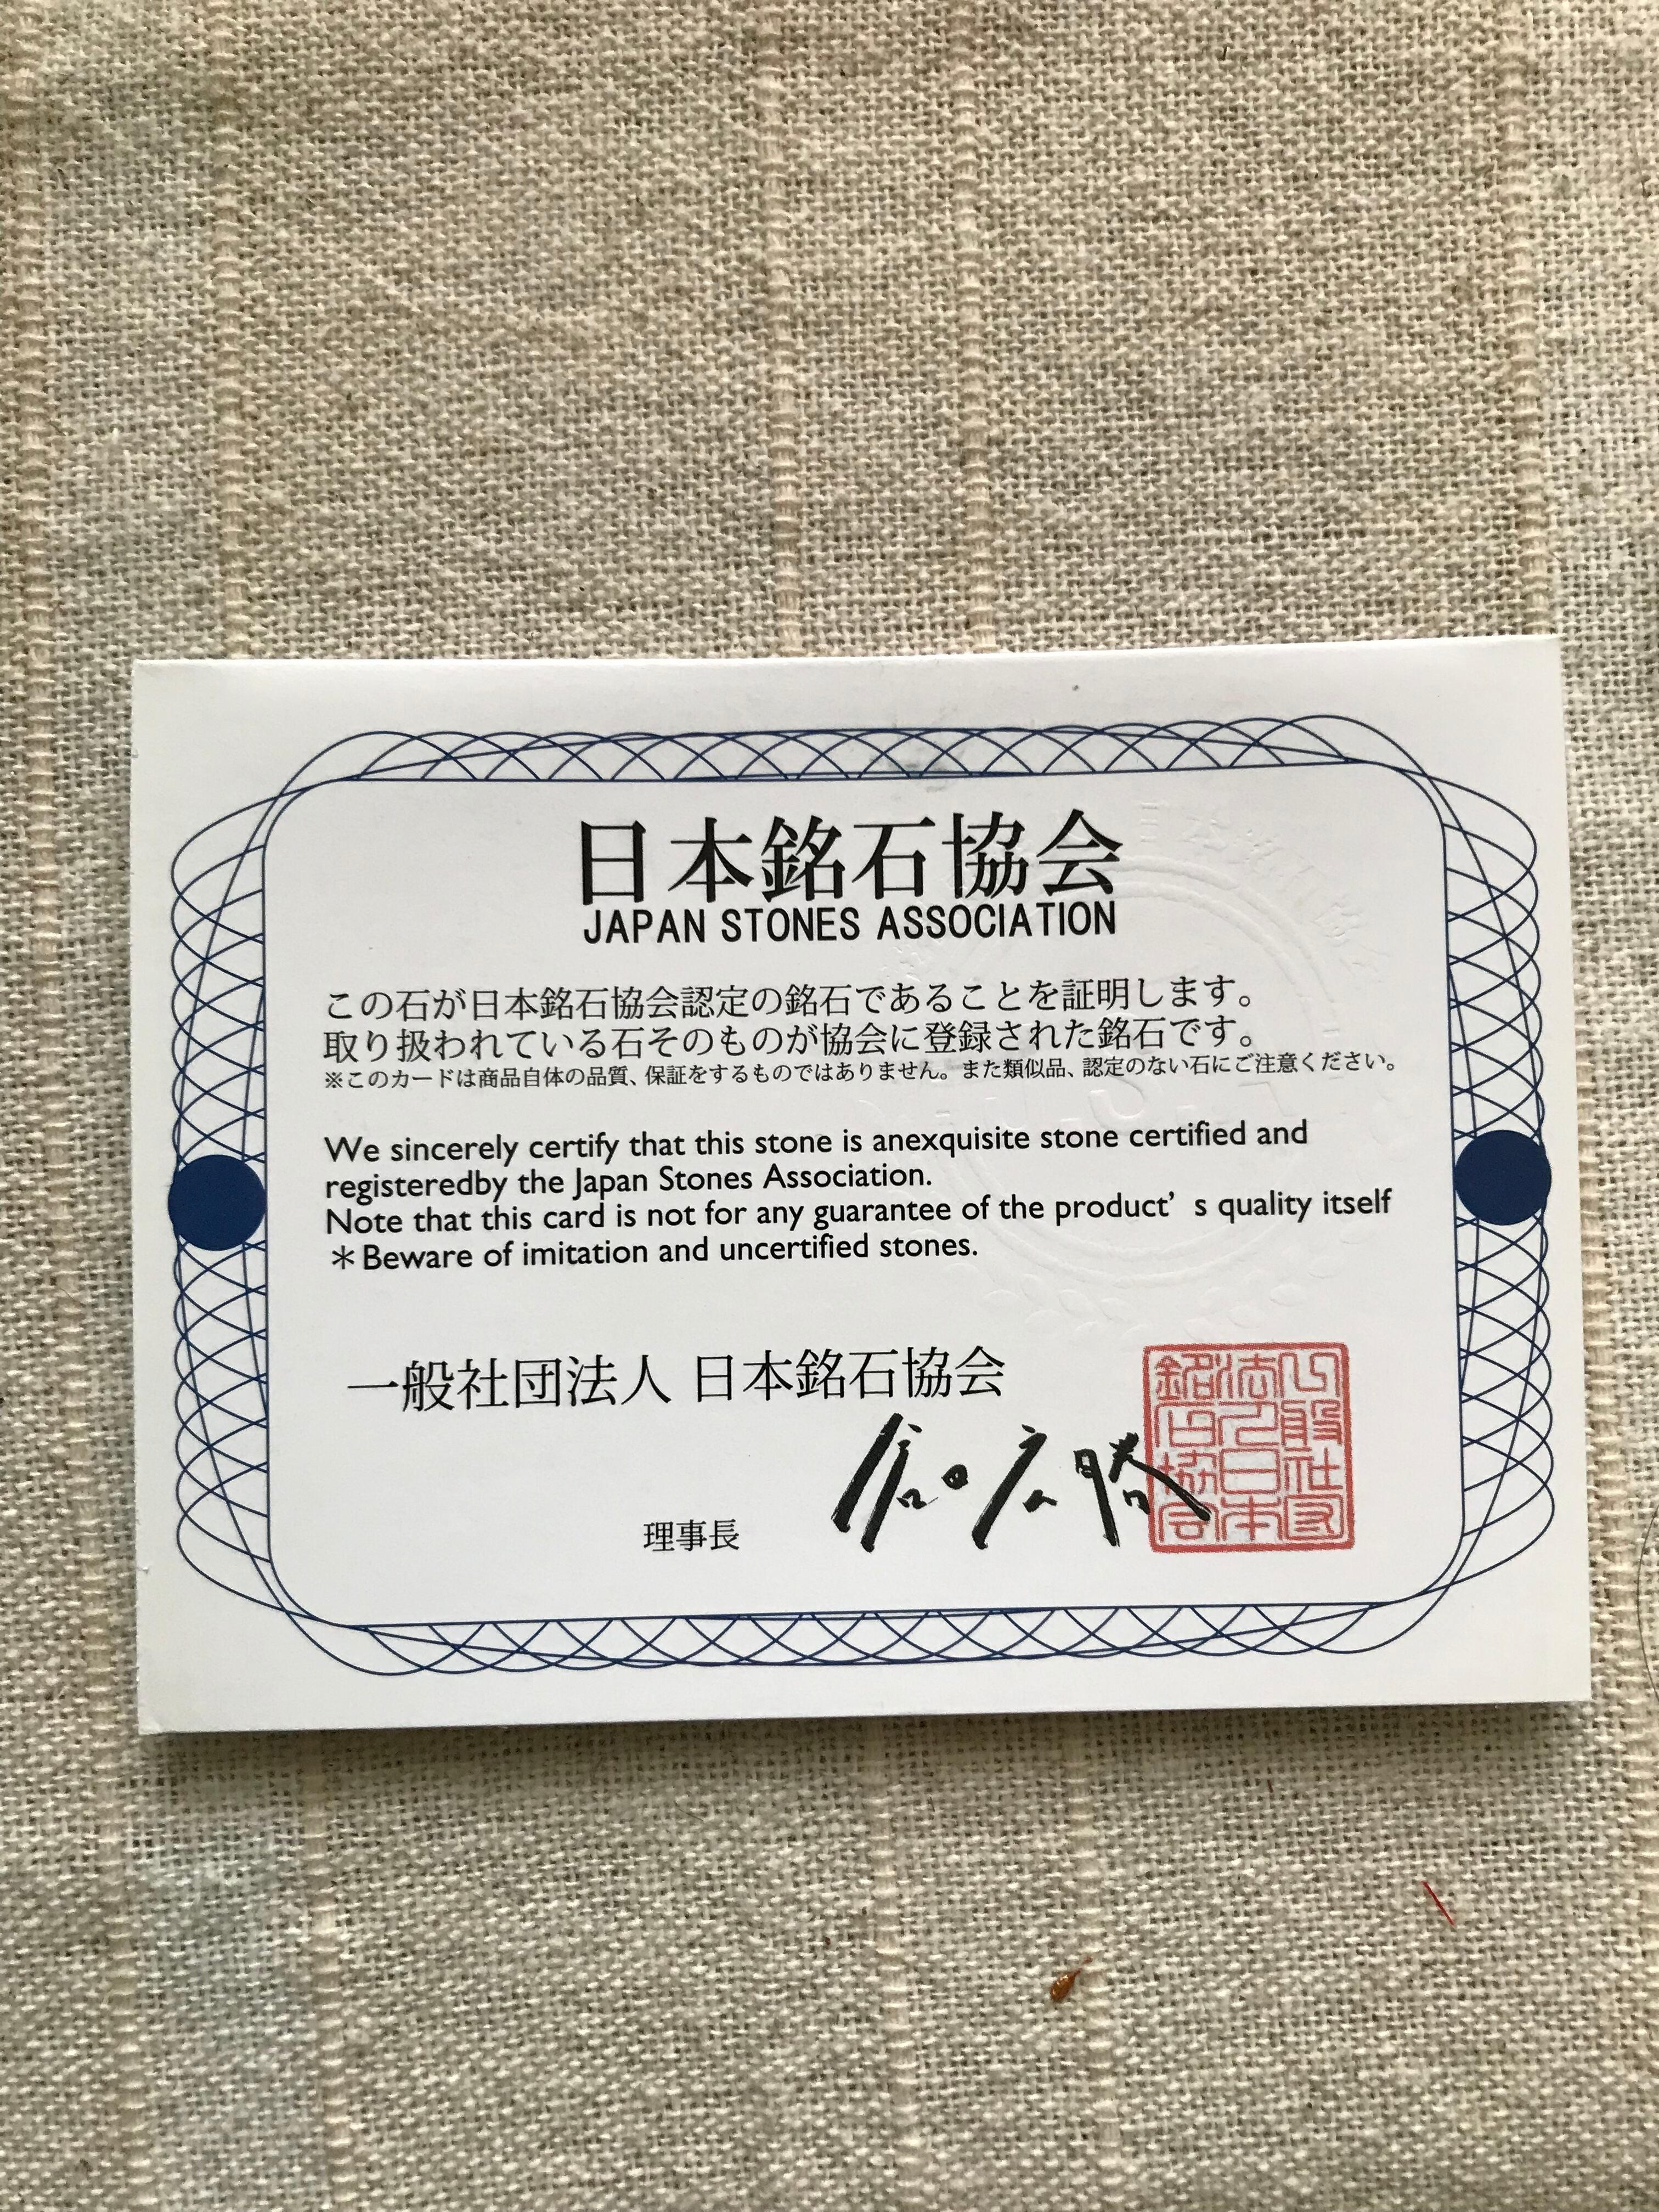 日本銘石協会
JAPAN STONES ASSOCIATION
この石が日本銘石協会認定の銘石であることを証明します。
取り扱われている石そのものが協会に登録された銘石です。
※このカードは商品自体の品質、保証をするものではありません。また類似品、認定のない石にご注意ください。
We sincerely certify that this stone is anexquisite stone certified and
registeredby the Japan Stones Association.
Note that this card is not for any guarantee of the product’ s quality itself
＊Beware of imitation and uncertified stones.
一般社団法人 日本銘石協会
理事長